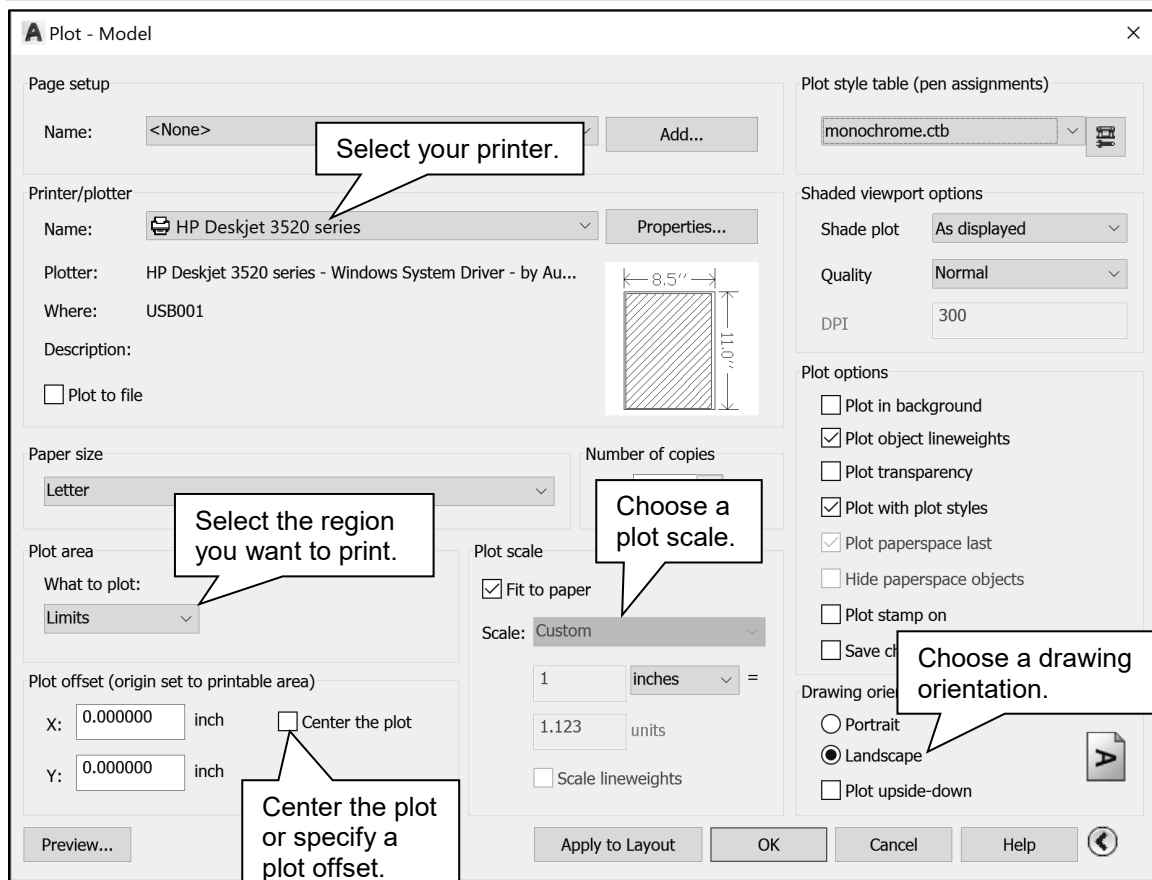 A Plot - Model
Page setup
Name:
<None>
Add...
Select your printer.
Printer/plotter
Name:
HP Deskjet 3520 series
Properties...
Plotter:
HP Deskjet 3520 series - Windows System Driver - by Au...
Where:
USB001
Description:
Plot to file
8.5''
11.0''
Paper size
Letter
Number of copies
Select the region
you want to print.
Choose a
plot scale.
Plot area
What to plot:
Limits
Plot scale
Fit to paper
Scale:
Custom
1
inches
=
1.123
units
Scale lineweights
Plot offset (origin set to printable area)
X:
0.000000
inch
Center the plot
Y:
0.000000
inch
Center the plot
or specify a
plot offset.
Plot style table (pen assignments)
monochrome.ctb
Shaded viewport options
Shade plot
As displayed
Quality
Normal
DPI
300
Plot options
Plot in background
Plot object lineweights
Plot transparency
Plot with plot styles
Plot paperspace last
Hide paperspace objects
Plot stamp on
Save
Choose a drawing
orientation.
Drawing
Portrait
Landscape
A
Plot upside-down
Preview...
Apply to Layout
OK
Cancel
Help